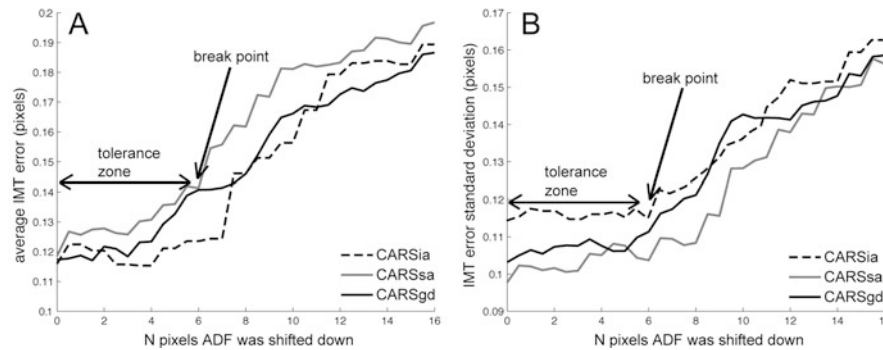 A
0.2
0.19
0.18
0.17
0.16
0.15
0.14
0.13
0.12
0.11
0.1
average IMT error (pixels)
break point
tolerance
zone
CARSia
CARSsa
CARSgd
0 2 4 6 8 10 12 14 16
N pixels ADF was shifted down
B
0.17
0.16
0.15
0.14
0.13
0.12
0.11
0.1
0.09
IMT error standard deviation (pixels)
break point
tolerance
zone
CARSia
CARSsa
CARSgd
0 2 4 6 8 10 12 14
N pixels ADF was shifted down